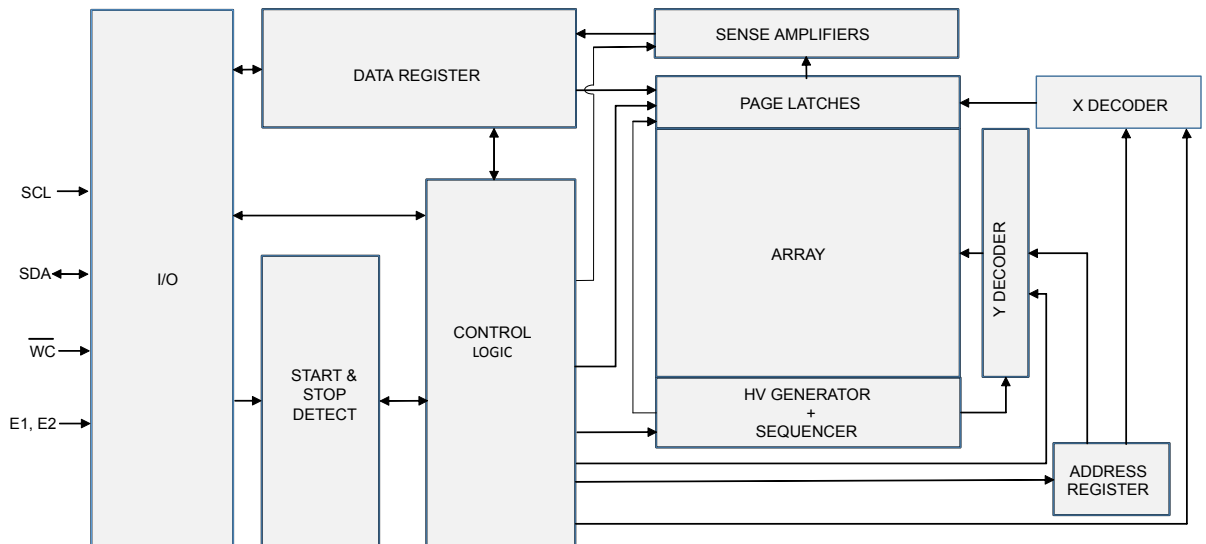 SENSE AMPLIFIERS
DATA REGISTER
PAGE LATCHES
X DECODER
SCL
SDA
WC
E1, E2
I/O
START &
STOP
DETECT
CONTROL
LOGIC
ARRAY
Y DECODER
HV GENERATOR
+
SEQUENCER
ADDRESS
REGISTER